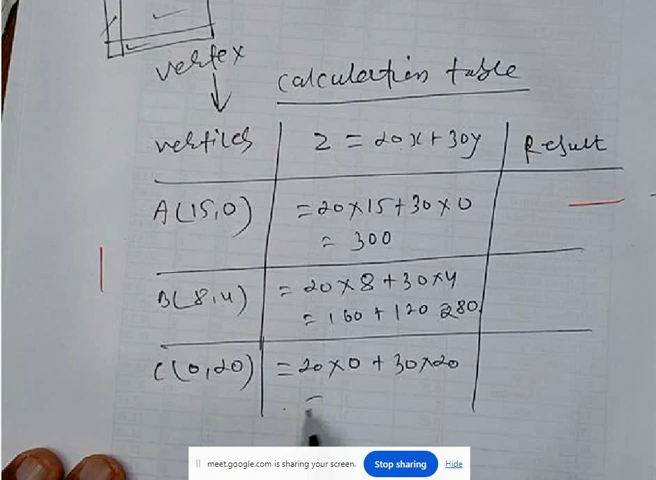 vertex
calculation table
vertiles Z = 20x + 30y Result
A(15,0) = 20×15+30×0
= 300
B(8,4) = 20×8+30×4
= 160 + 120 280
C(0,20) = 20×0 + 30×20
=
meet.google.com is sharing your screen. Stop sharing Hide